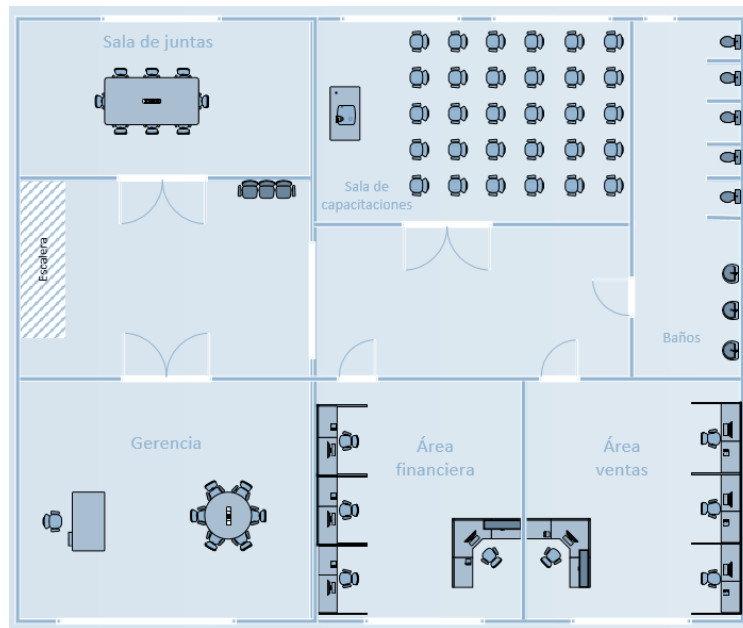 Sala de juntas
Sala de
capacitaciones
Escalera
Baños
Gerencia
Área
financiera
Área
ventas